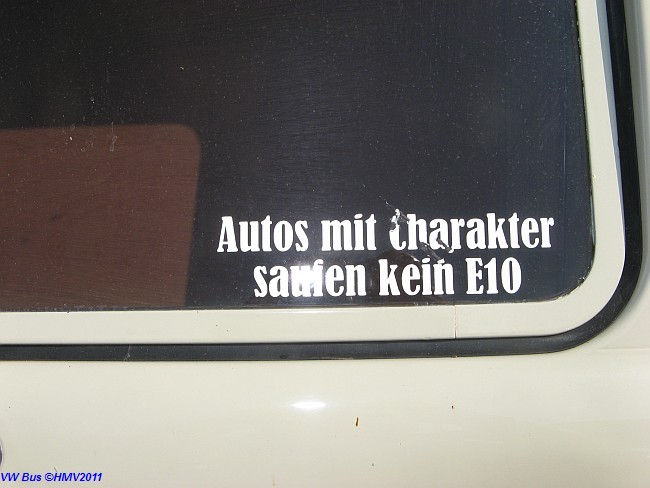 Autos mit charakter
saufen kein E10
VW Bus ©HMV2011